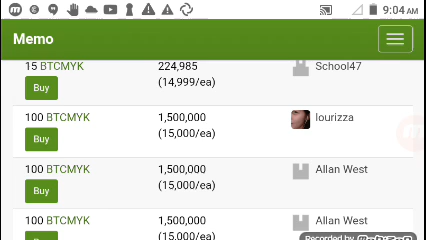 9:04 AM
Memo
15 BTCMYK 224,985 School47
Buy (14,999/ea)
100 BTCMYK 1,500,000 lourizza
Buy (15,000/ea)
100 BTCMYK 1,500,000 Allan West
Buy (15,000/ea)
100 BTCMYK 1,500,000 Allan West
Buy (15,000/ea)
Recorded by